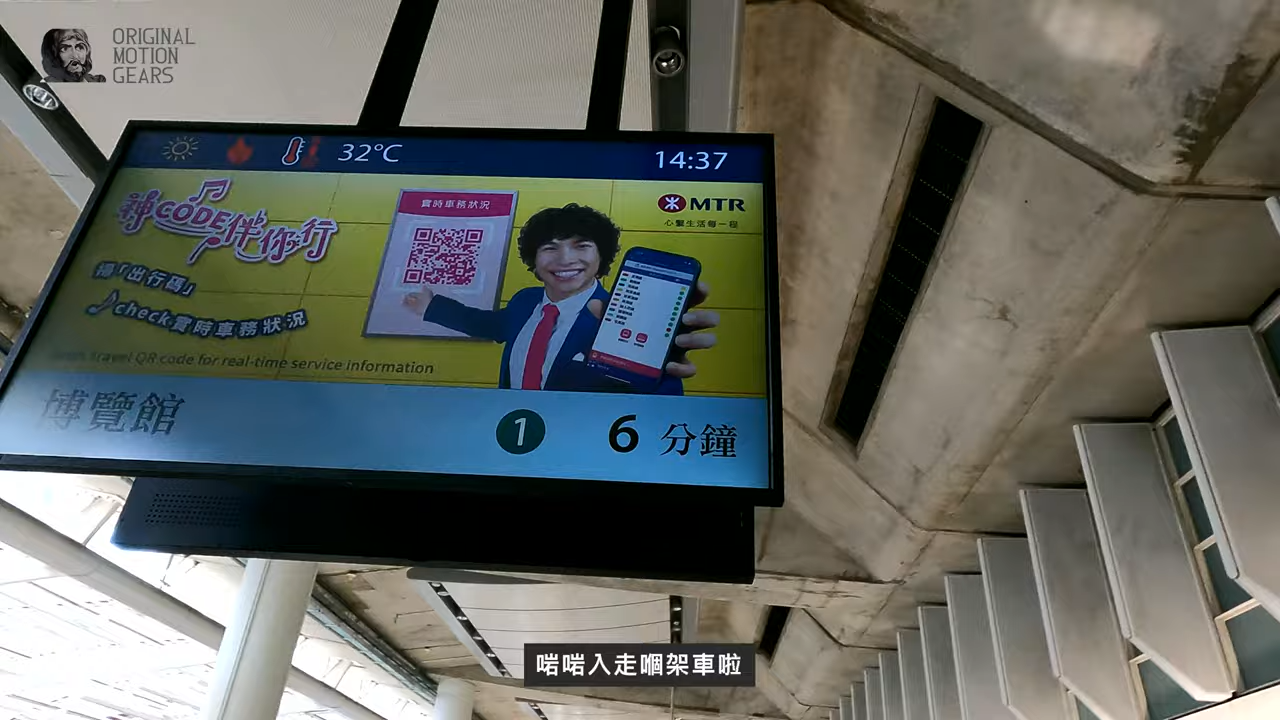 ORIGINAL
MOTION
GEARS
32°C
14:37
尋CODE伴你行
掃「出行碼」
check實時車務狀況
travel QR code for real-time service information
實時車務狀況
MTR
心繫生活每一程
博覽館
1
6 分鐘
啱啱入走嗰架車啦